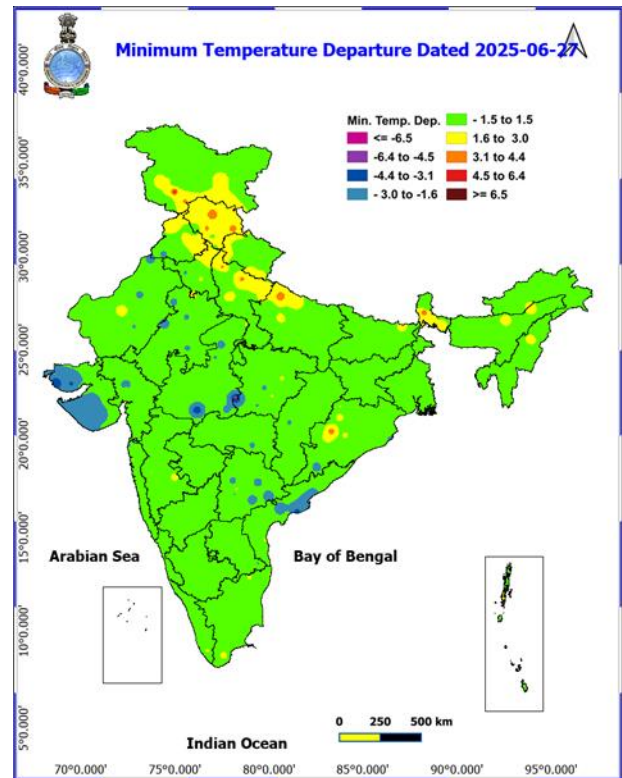 Minimum Temperature Departure Dated 2025-06-27
Min. Temp. Dep.
<= -6.5
-6.4 to -4.5
-4.4 to -3.1
- 3.0 to -1.6
- 1.5 to 1.5
1.6 to 3.0
3.1 to 4.4
4.5 to 6.4
>= 6.5
40°0.000'
35°0.000'
30°0.000'
25°0.000'
20°0.000'
15°0.000'
10°0.000'
5°0.000'
Arabian Sea
Bay of Bengal
Indian Ocean
0 250 500 km
70°0.000' 75°0.000' 80°0.000' 85°0.000' 90°0.000' 95°0.000'